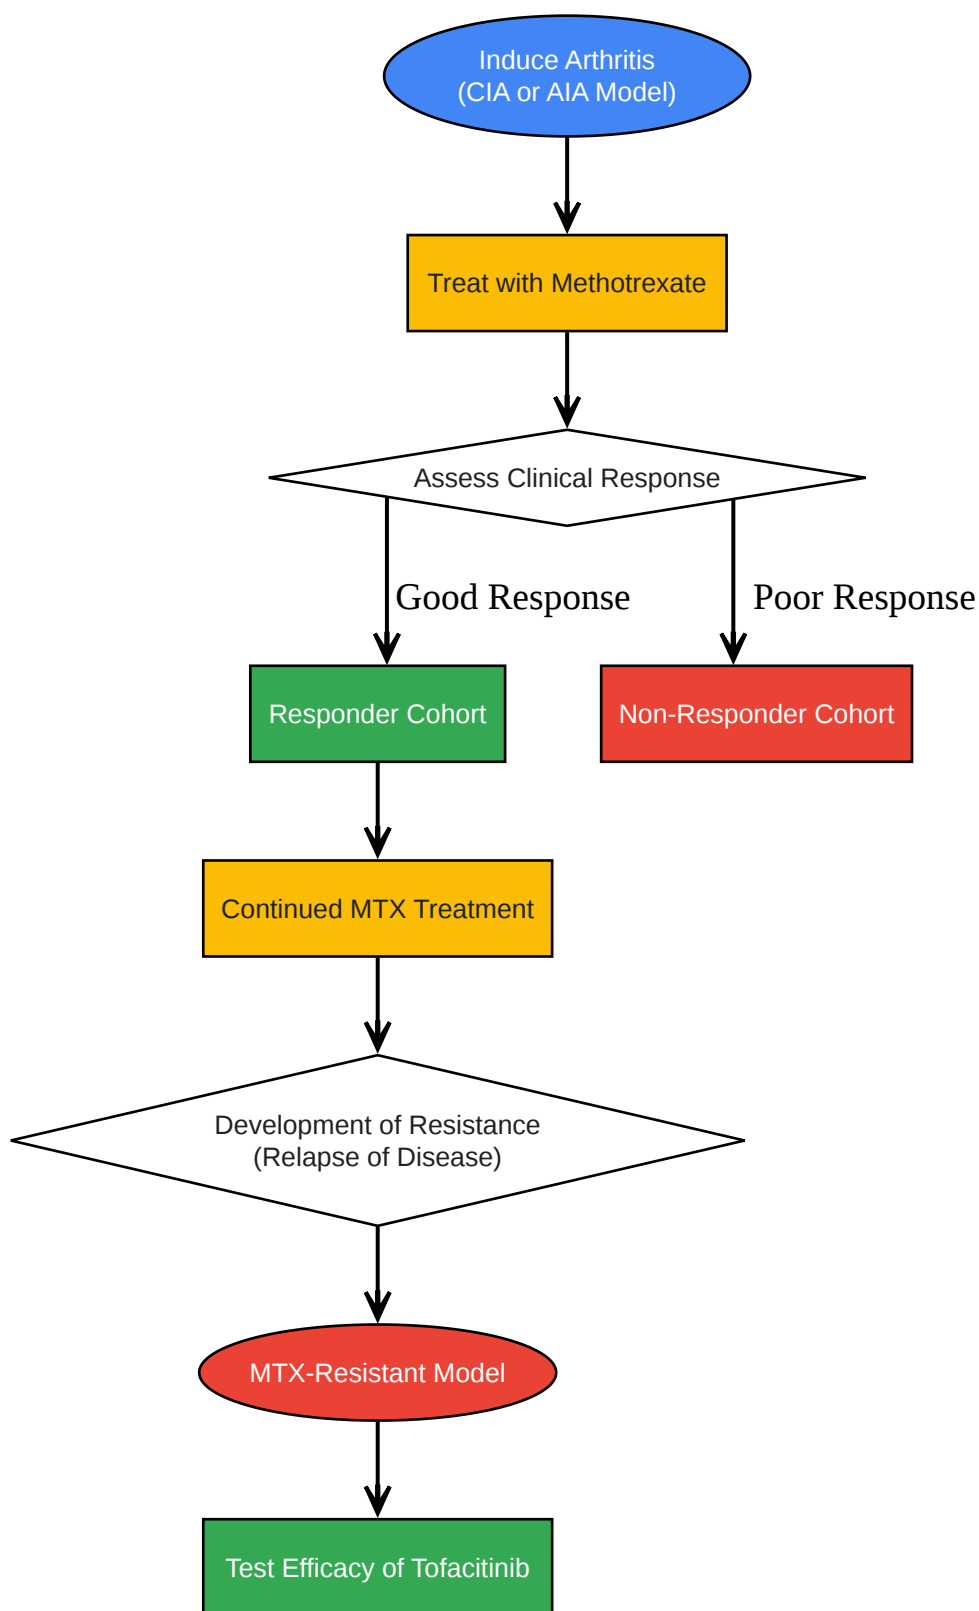 Induce Arthritis
(CIA or AIA Model)
Treat with Methotrexate
Assess Clinical Response
Good Response
Poor Response
Responder Cohort
Non-Responder Cohort
Continued MTX Treatment
Development of Resistance
(Relapse of Disease)
MTX-Resistant Model
Test Efficacy of Tofacitinib